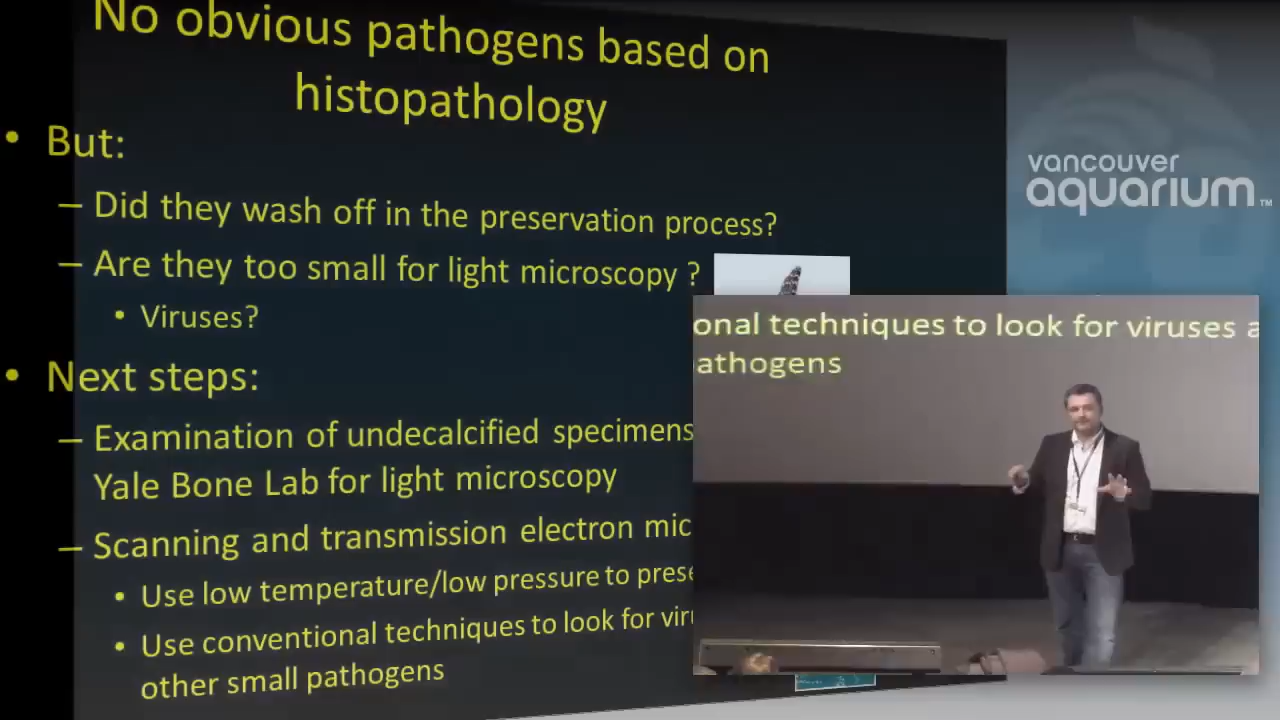 No obvious pathogens based on
histopathology
• But:
– Did they wash off in the preservation process?
– Are they too small for light microscopy ?
• Viruses?
• Next steps:
– Examination of undecalcified specimens
Yale Bone Lab for light microscopy
– Scanning and transmission electron mic
• Use low temperature/low pressure to prese
• Use conventional techniques to look for vir
other small pathogens
vancouver
aquarium™
onal techniques to look for viruses a
athogens